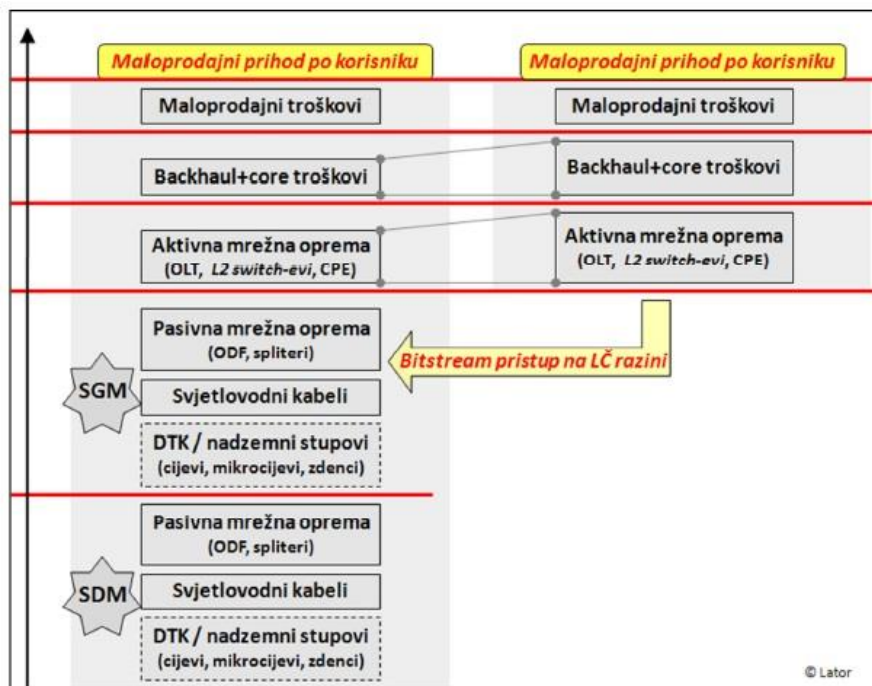 Maloprodajni prihod po korisniku
Maloprodajni prihod po korisniku
Maloprodajni troškovi
Maloprodajni troškovi
Backhaul+core troškovi
Backhaul+core troškovi
Aktivna mrežna oprema
(OLT, L2 switch-evi, CPE)
Aktivna mrežna oprema
(OLT, L2 switch-evi, CPE)
Pasivna mrežna oprema
(ODF, spliteri)
Bitstream pristup na LČ razini
SGM
Svjetlovodni kabeli
DTK / nadzemni stupovi
(cijevi, mikrocijevi, zdenci)
Pasivna mrežna oprema
(ODF, spliteri)
SDM
Svjetlovodni kabeli
DTK / nadzemni stupovi
(cijevi, mikrocijevi, zdenci)
© Lator